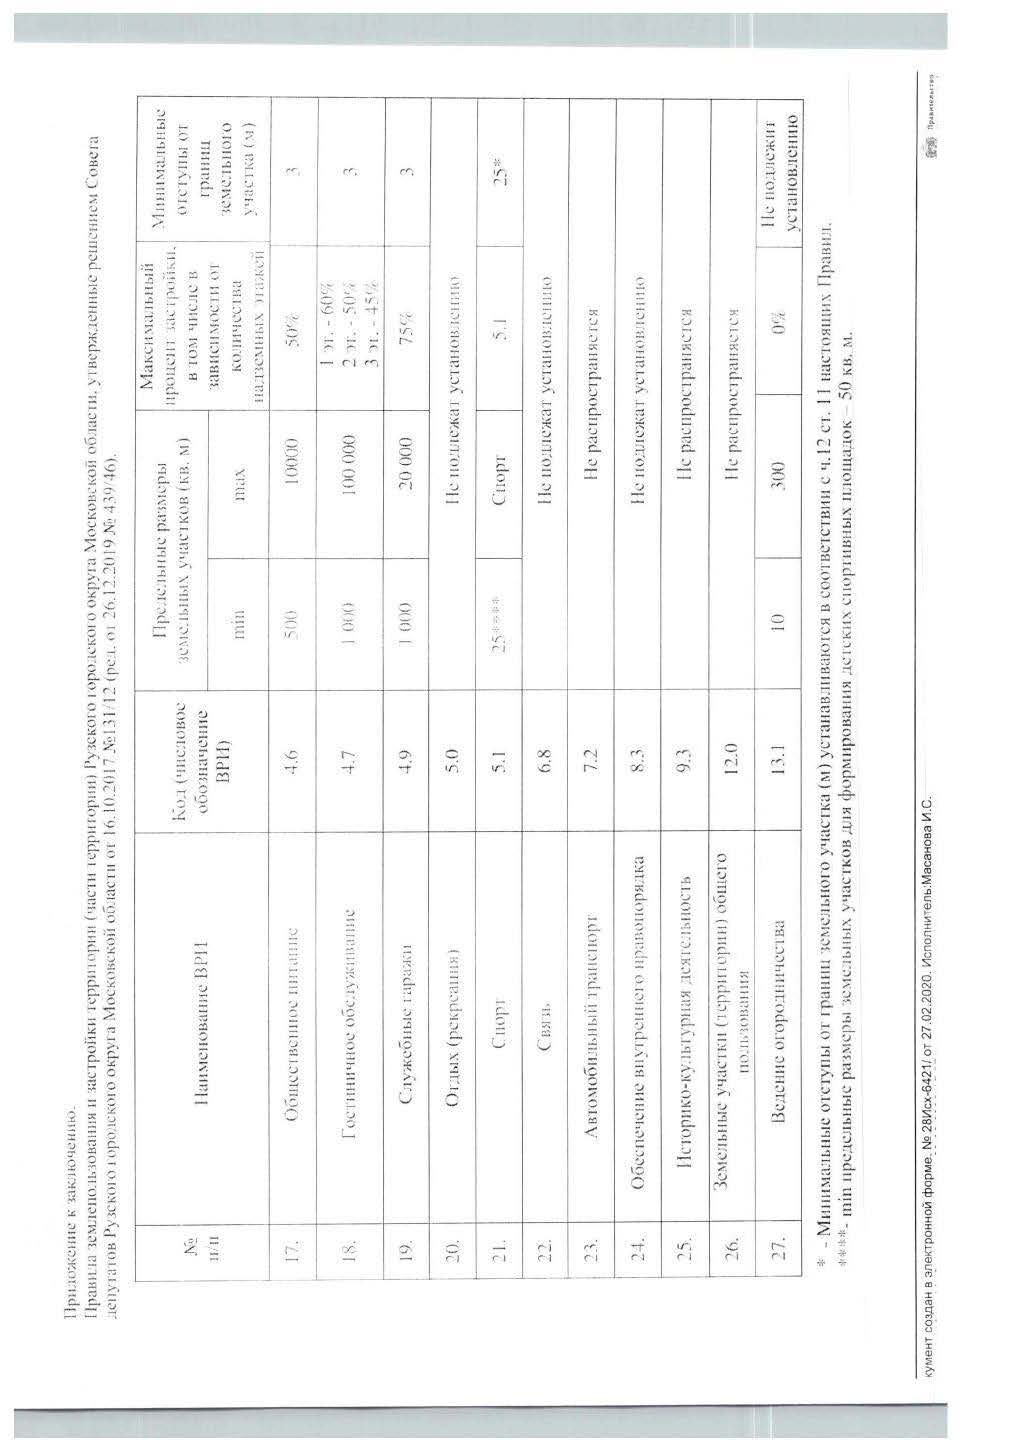 Приложение к заключению.
Правила землепользования и застройки территории (части территории) Рузского городского округа Московской области, утвержденные решением Совета
депутатов Рузского городского округа Московской области от 16.10.2017 №131/12 (ред. от 26.12.2019 № 439/46).
№ п/п | Наименование ВРИ | Код (числовое обозначение ВРИ) | Предельные размеры земельных участков (кв. м) | Максимальный процент застройки, в том числе в зависимости от количества надземных этажей | Минимальные отступы от границ земельного участка (м)
min | max
17. | Общественное питание | 4.6 | 500 | 10000 | 50% | 3
18. | Гостиничное обслуживание | 4.7 | 1 000 | 100 000 | 1 эт. - 60% 2 эт. - 50% 3 эт. - 45% | 3
19. | Служебные гаражи | 4.9 | 1 000 | 20 000 | 75% | 3
20. | Отдых (рекреация) | 5.0 | Не подлежат установлению
21. | Спорт | 5.1 | 25**** | Спорт | 5.1 | 25*
22. | Связь | 6.8 | Не подлежат установлению
23. | Автомобильный транспорт | 7.2 | Не распространяется
24. | Обеспечение внутреннего правопорядка | 8.3 | Не подлежат установлению
25. | Историко-культурная деятельность | 9.3 | Не распространяется
26. | Земельные участки (территории) общего пользования | 12.0 | Не распространяется
27. | Ведение огородничества | 13.1 | 10 | 300 | 0% | Не подлежит установлению
* - Минимальные отступы от границ земельного участка (м) устанавливаются в соответствии с ч.12 ст. 11 настоящих Правил.
****- min предельные размеры земельных участков для формирования детских спортивных площадок – 50 кв. м.
кумент создан в электронной форме. № 28Исх-6421/ от 27.02.2020. Исполнитель:Масанова И.С.
Правительство